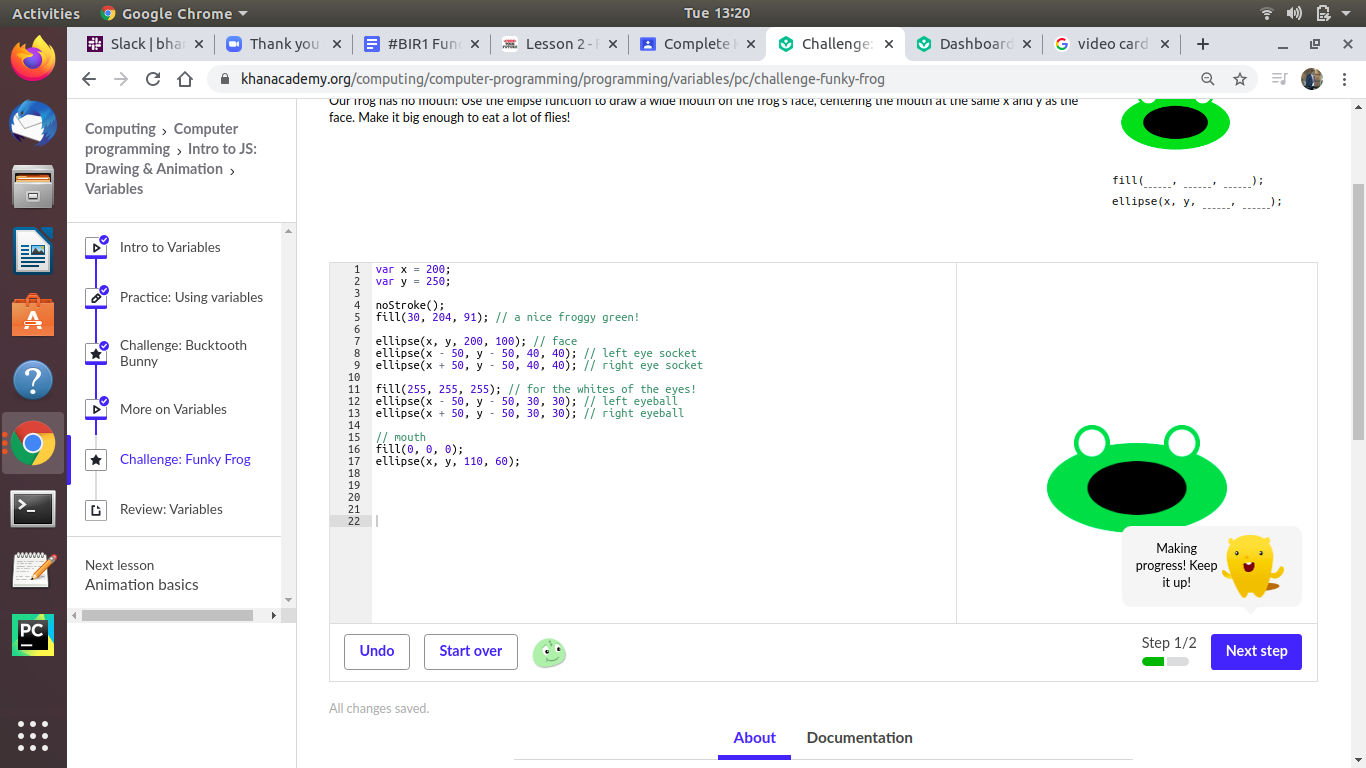 Activities
Google Chrome
Tue 13:20
Slack | bha
Thank you
#BIR1 Fun
Lesson 2 - F
Complete
Challenge:
Dashboard
video card
khanacademy.org/computing/computer-programming/programming/variables/pc/challenge-funky-frog
Computing › Computer
programming › Intro to JS:
Drawing & Animation ›
Variables
Intro to Variables
Practice: Using variables
Challenge: Bucktooth
Bunny
More on Variables
Challenge: Funky Frog
Review: Variables
Next lesson
Animation basics
Our frog has no mouth! Use the ellipse function to draw a wide mouth on the frog's face, centering the mouth at the same x and y as the
face. Make it big enough to eat a lot of flies!
fill(_____, _____, _____);
ellipse(x, y, _____, _____);
1 var x = 200;
2 var y = 250;
3
4 noStroke();
5 fill(30, 204, 91); // a nice froggy green!
6
7 ellipse(x, y, 200, 100); // face
8 ellipse(x - 50, y - 50, 40, 40); // left eye socket
9 ellipse(x + 50, y - 50, 40, 40); // right eye socket
10
11 fill(255, 255, 255); // for the whites of the eyes!
12 ellipse(x - 50, y - 50, 30, 30); // left eyeball
13 ellipse(x + 50, y - 50, 30, 30); // right eyeball
14
15 // mouth
16 fill(0, 0, 0);
17 ellipse(x, y, 110, 60);
18
19
20
21
22
Making
progress! Keep
it up!
Undo
Start over
Step 1/2
Next step
All changes saved.
About
Documentation
PC